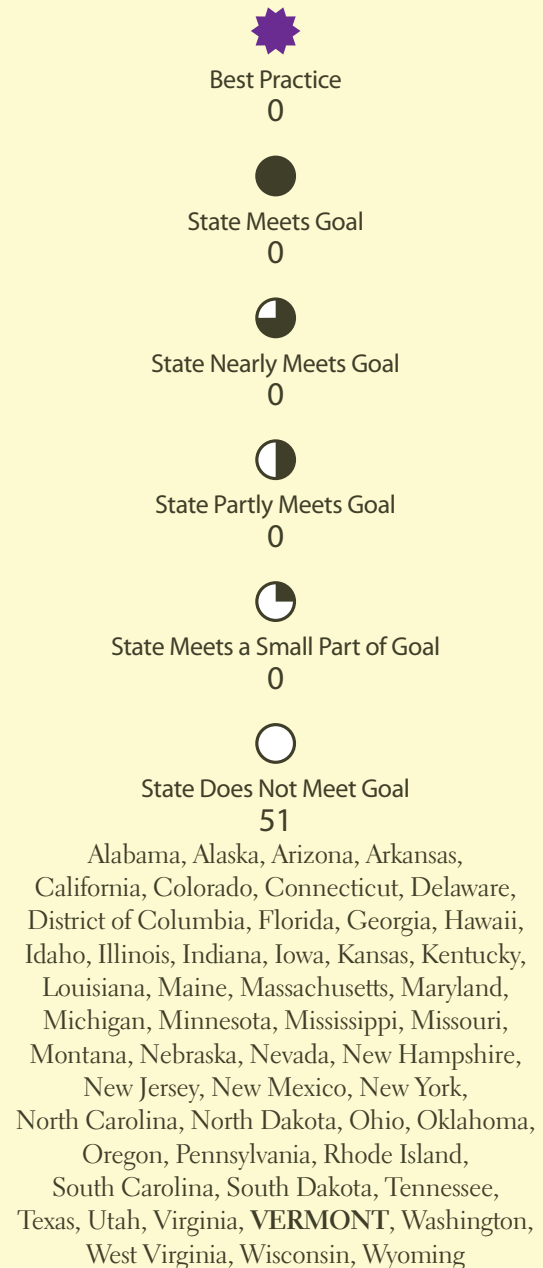 Best Practice
0
State Meets Goal
0
State Nearly Meets Goal
0
State Partly Meets Goal
0
State Meets a Small Part of Goal
0
State Does Not Meet Goal
51
Alabama, Alaska, Arizona, Arkansas,
California, Colorado, Connecticut, Delaware,
District of Columbia, Florida, Georgia, Hawaii,
Idaho, Illinois, Indiana, Iowa, Kansas, Kentucky,
Louisiana, Maine, Massachusetts, Maryland,
Michigan, Minnesota, Mississippi, Missouri,
Montana, Nebraska, Nevada, New Hampshire,
New Jersey, New Mexico, New York,
North Carolina, North Dakota, Ohio, Oklahoma,
Oregon, Pennsylvania, Rhode Island,
South Carolina, South Dakota, Tennessee,
Texas, Utah, Virginia, VERMONT, Washington,
West Virginia, Wisconsin, Wyoming